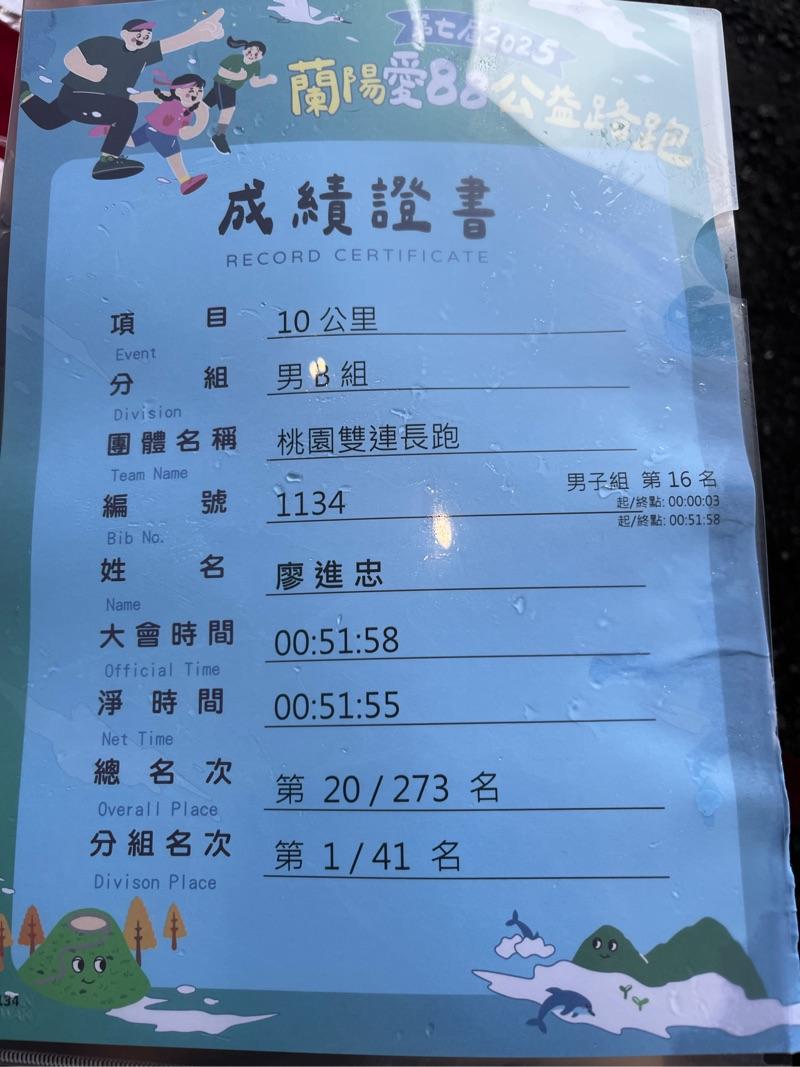 第七屆2025
蘭陽愛88公益路跑
成績證書
RECORD CERTIFICATE
項目 10 公里
Event
分組 男 B 組
Division
團體名稱 桃園雙連長跑
Team Name
男子組 第 16 名
編號 1134
起/終點: 00:00:03
起/終點: 00:51:58
Bib No.
姓名 廖進忠
Name
大會時間 00:51:58
Official Time
淨時間 00:51:55
Net Time
總名次 第 20 / 273 名
Overall Place
分組名次 第 1 / 41 名
Divison Place
134